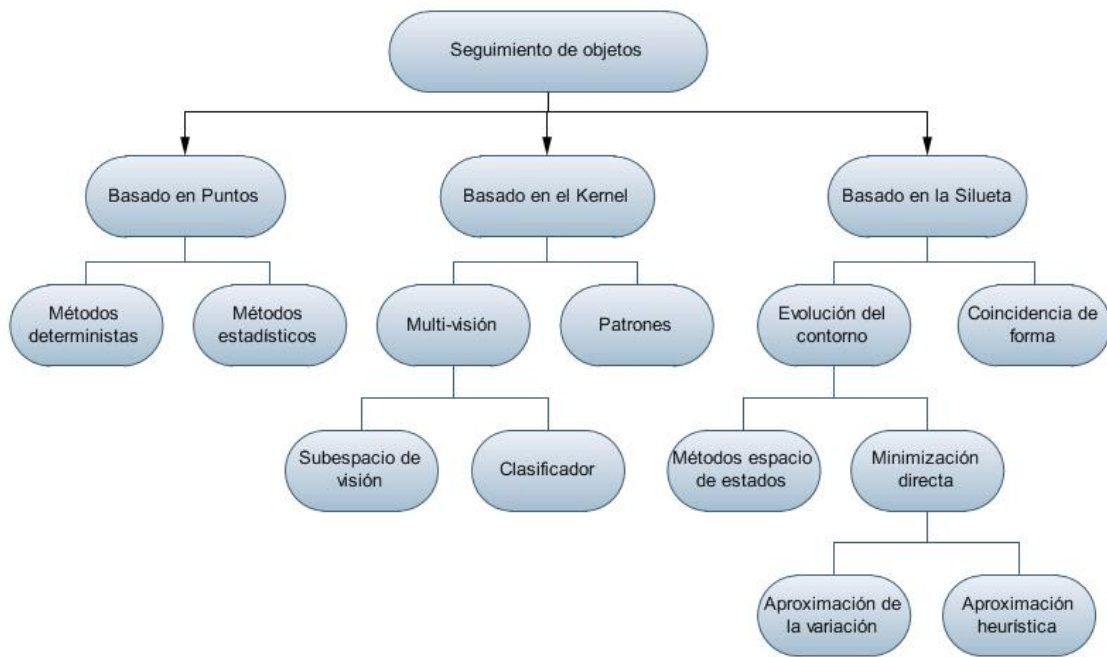 Seguimiento de objetos
Basado en Puntos
Basado en el Kernel
Basado en la Silueta
Métodos
deterministas
Métodos
estadísticos
Multi-visión
Patrones
Evolución del
contorno
Coincidencia de
forma
Subespacio de
visión
Clasificador
Métodos espacio
de estados
Minimización
directa
Aproximación de
la variación
Aproximación
heurística